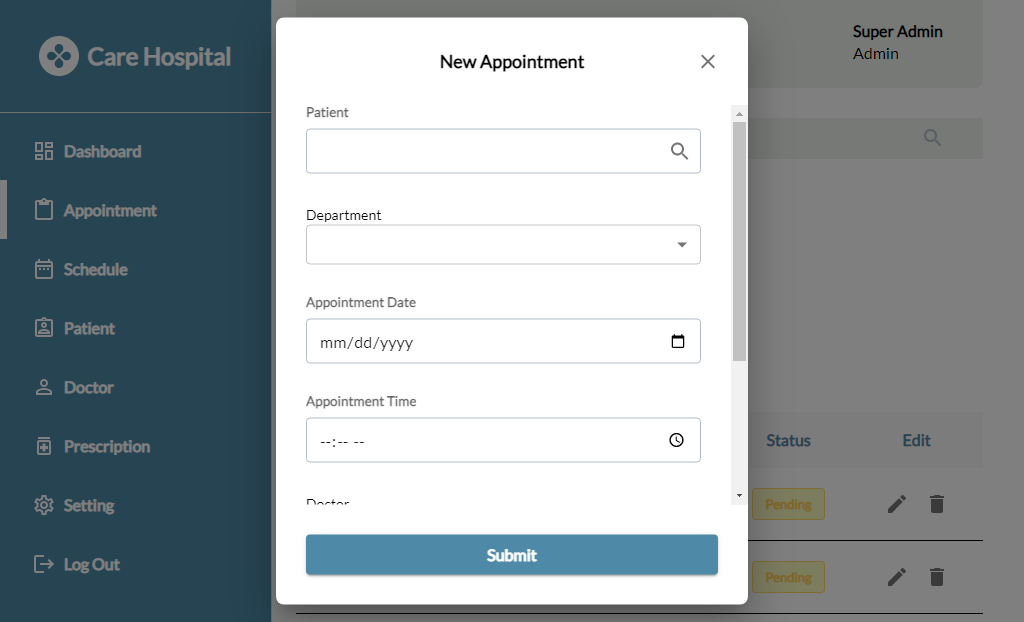 Care Hospital
Dashboard
Appointment
Schedule
Patient
Doctor
Prescription
Setting
Log Out
Super Admin
Admin
New Appointment
Patient
Department
Appointment Date
mm/dd/yyyy
Appointment Time
--:-- --
Doctor
Submit
Status Edit
Pending
Pending